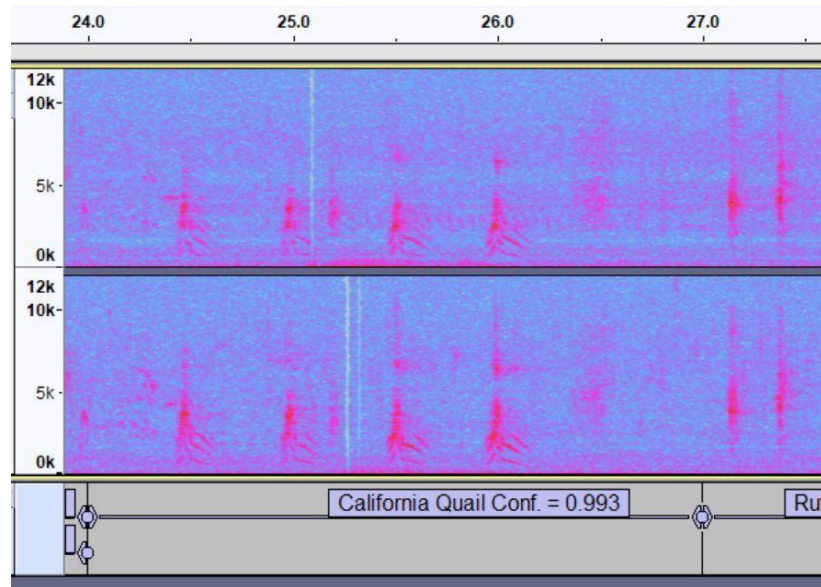 24.0 25.0 26.0 27.0
12k
10k-
5k-
0k
12k
10k-
5k-
0k
California Quail Conf. = 0.993